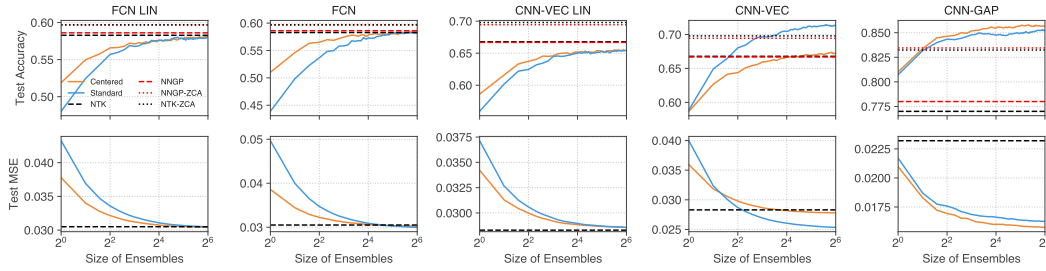 FCN LIN
FCN
CNN-VEC LIN
CNN-VEC
CNN-GAP
Test Accuracy
0.60
0.55
0.50
Centered
Standard
NTK
NNGP
NNGP-ZCA
NTK-ZCA
0.60
0.55
0.50
0.45
0.70
0.65
0.60
0.70
0.65
0.60
0.850
0.825
0.800
0.775
Test MSE
0.040
0.035
0.030
0.05
0.04
0.03
0.0375
0.0350
0.0325
0.0300
0.040
0.035
0.030
0.025
0.0225
0.0200
0.0175
2^0 2^2 2^4 2^6
2^0 2^2 2^4 2^6
2^0 2^2 2^4 2^6
2^0 2^2 2^4 2^6
2^0 2^2 2^4 2
Size of Ensembles
Size of Ensembles
Size of Ensembles
Size of Ensembles
Size of Ensembles